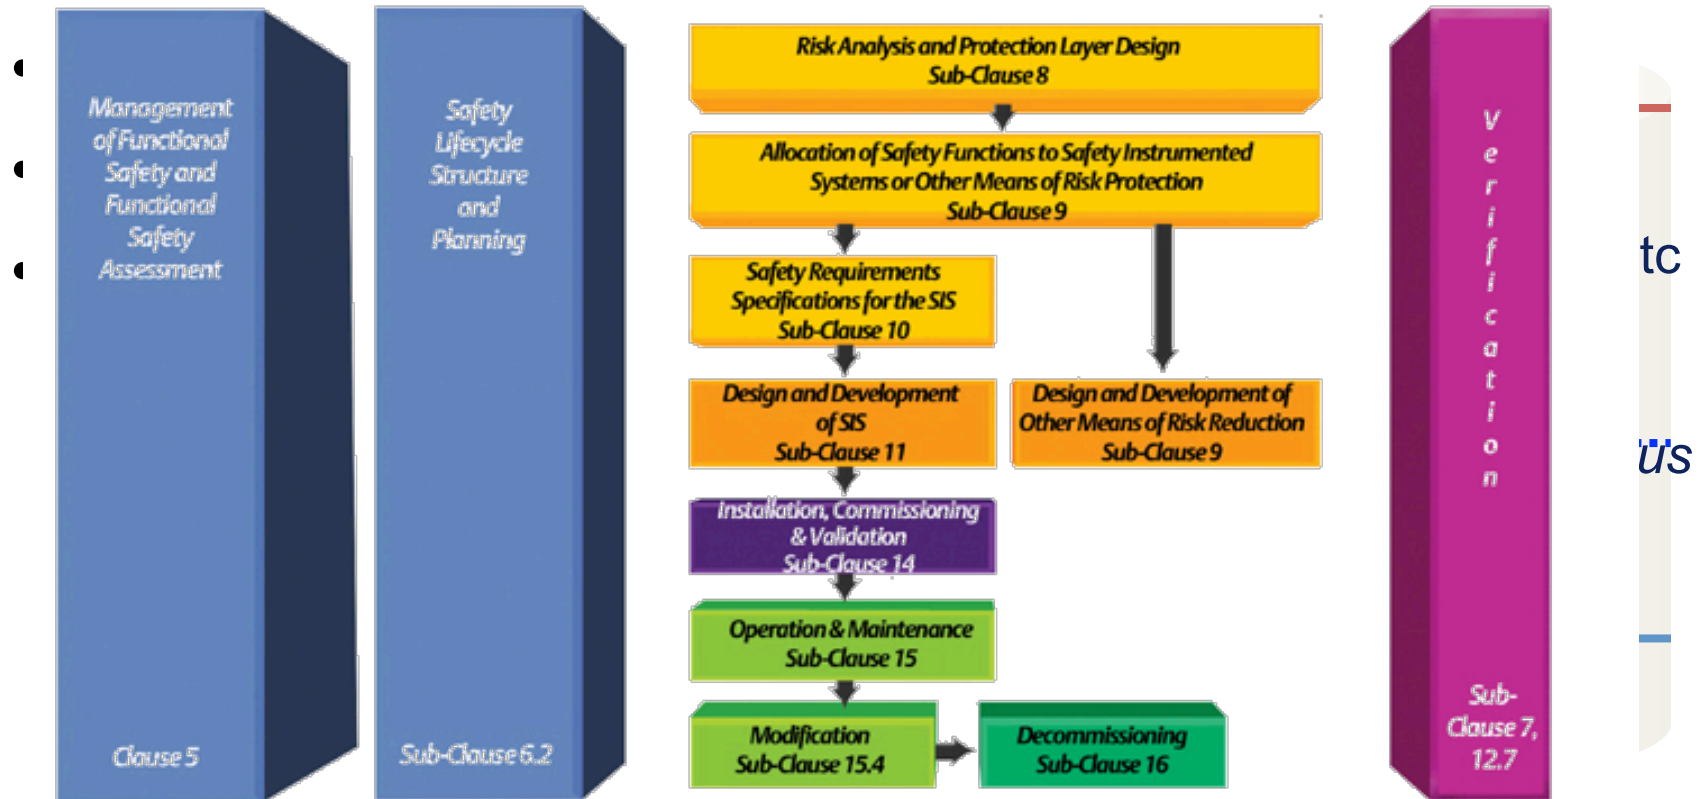 Management
of Functional
Safety and
Functional
Safety
Assessment
Clause 5
Safety
Lifecycle
Structure
and
Planning
Sub-Clause 6.2
Risk Analysis and Protection Layer Design
Sub-Clause 8
Allocation of Safety Functions to Safety Instrumented
Systems or Other Means of Risk Protection
Sub-Clause 9
Safety Requirements
Specifications for the SIS
Sub-Clause 10
Design and Development
of SIS
Sub-Clause 11
Design and Development of
Other Means of Risk Reduction
Sub-Clause 9
Installation, Commissioning
& Validation
Sub-Clause 14
Operation & Maintenance
Sub-Clause 15
Modification
Sub-Clause 15.4
Decommissioning
Sub-Clause 16
Verification
Sub-
Clause 7,
12.7
tc